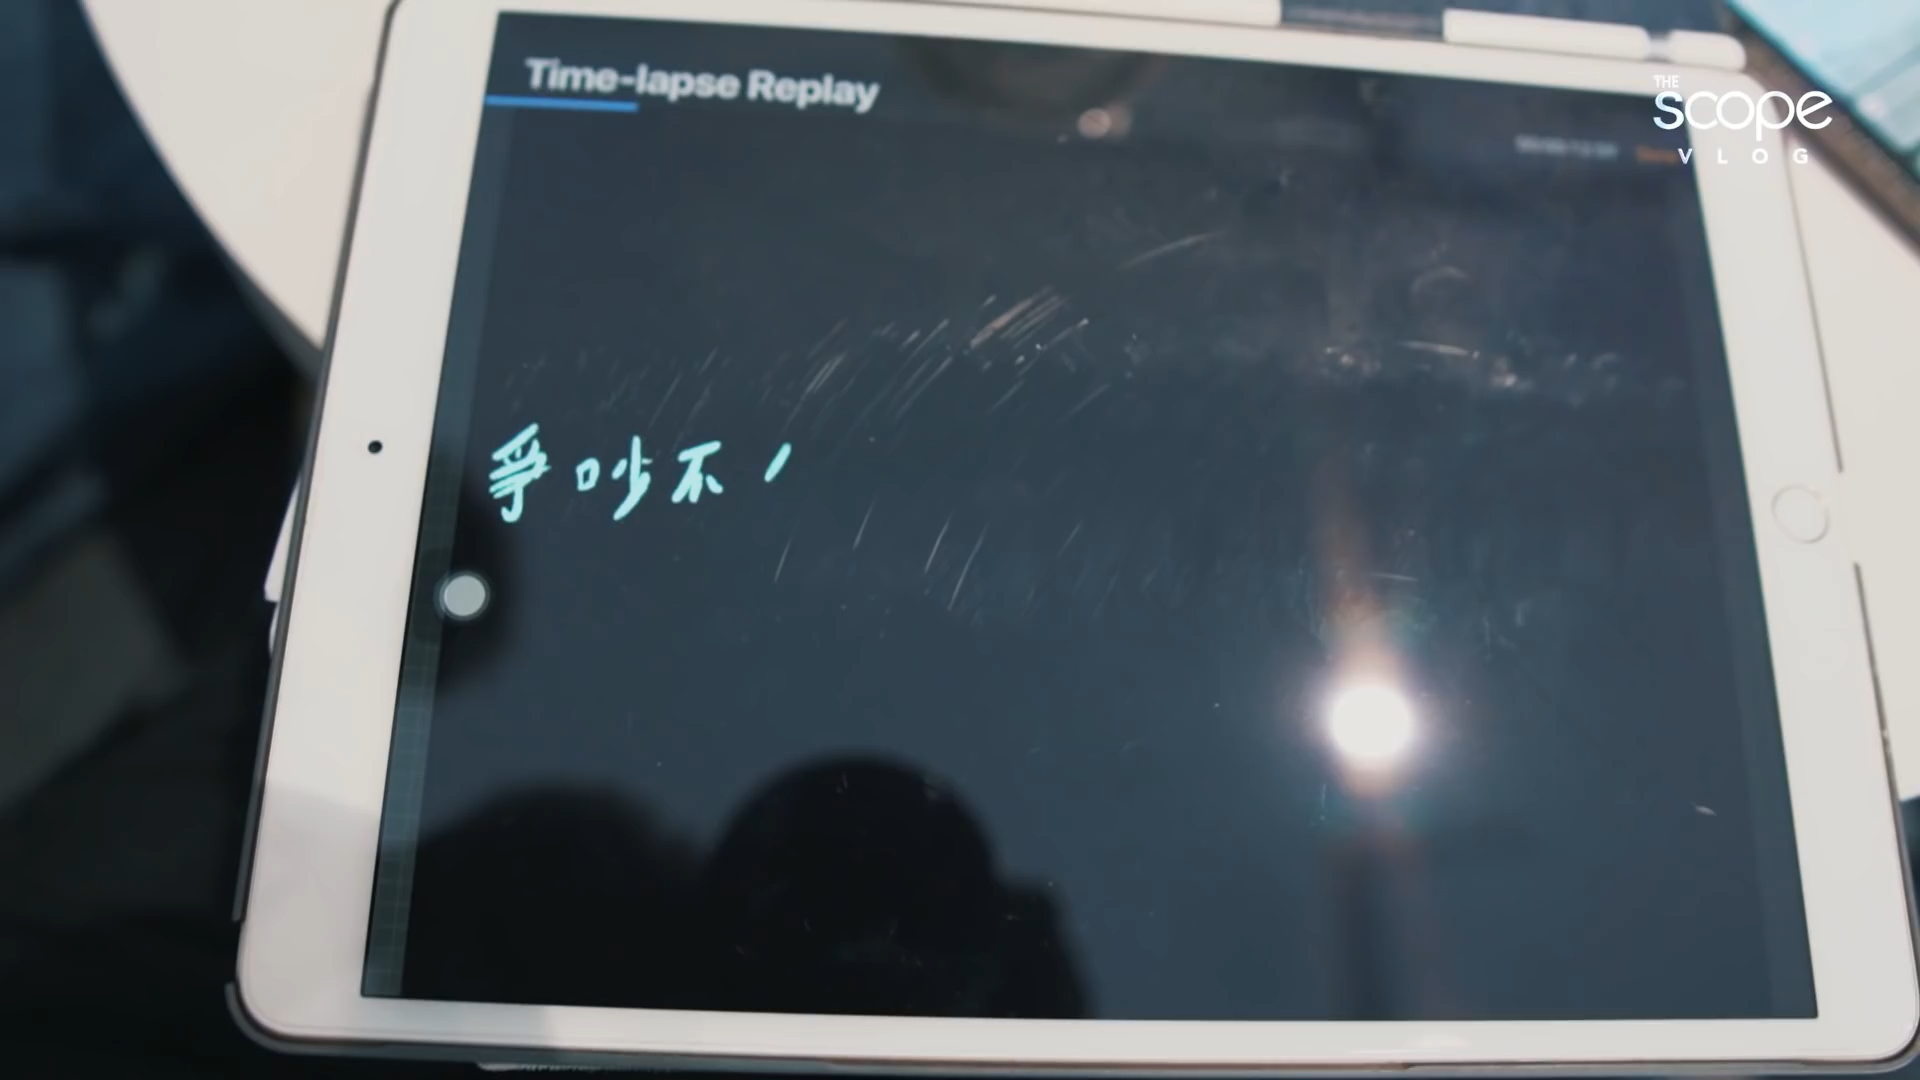 Time-lapse Replay
THE
scope
VLOG
爭吵不